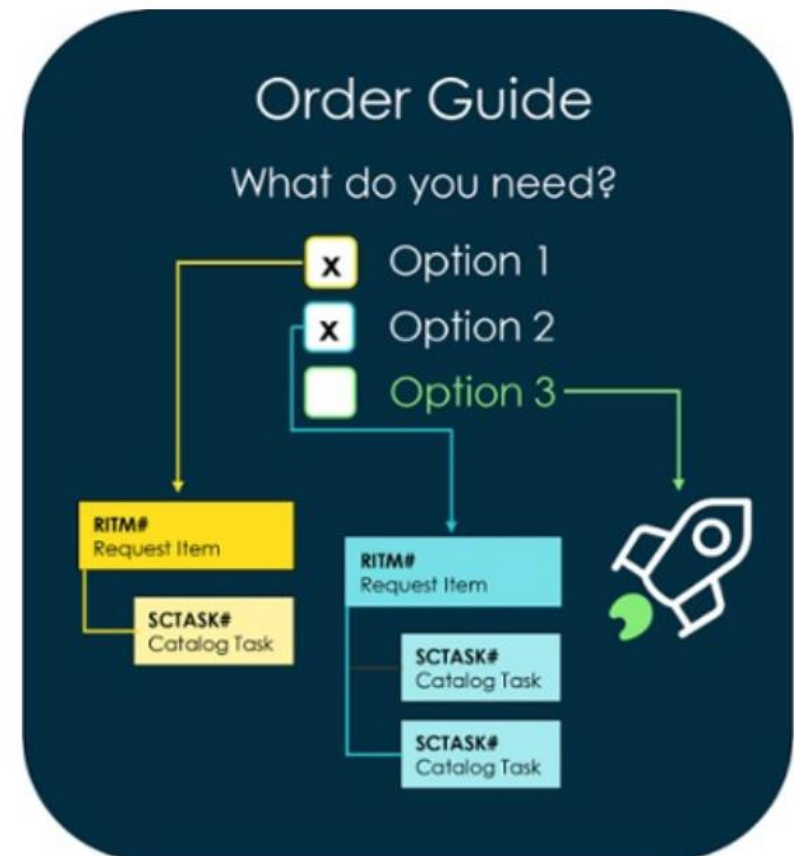 Order Guide
What do you need?
x Option 1
x Option 2
Option 3
RITM#
Request Item
SCTASK#
Catalog Task
RITM#
Request Item
SCTASK#
Catalog Task
SCTASK#
Catalog Task